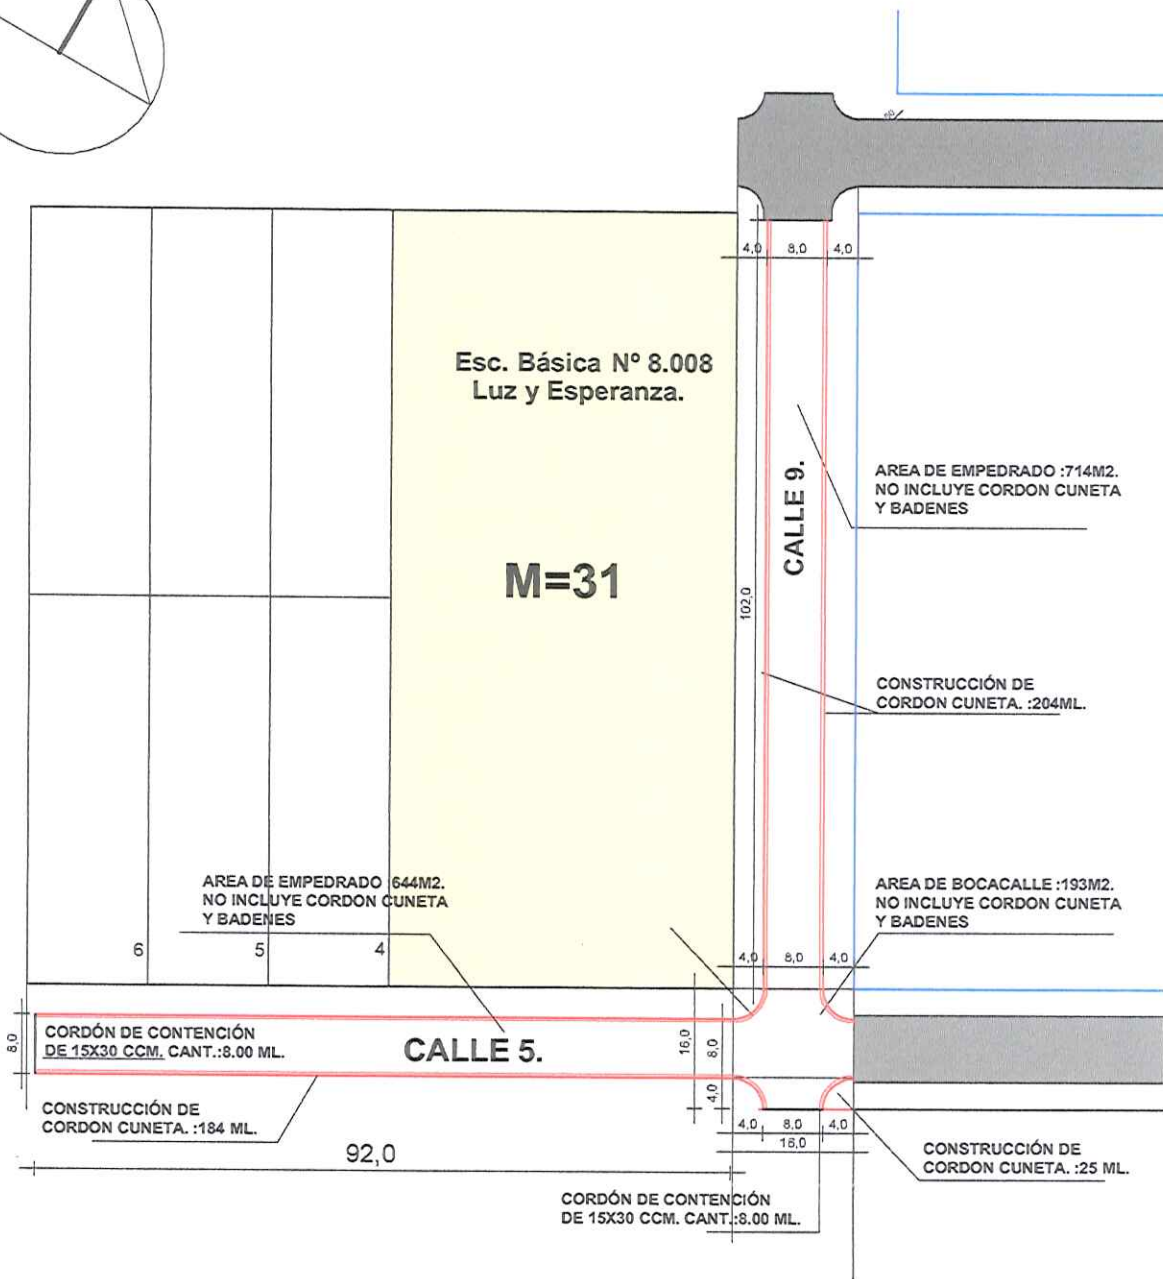 50
4,0 8,0 4,0
Esc. Básica Nº 8.008
Luz y Esperanza.
M=31
CALLE 9.
102,0
AREA DE EMPEDRADO :714M2.
NO INCLUYE CORDON CUNETA
Y BADENES
CONSTRUCCIÓN DE
CORDON CUNETA. :204ML.
AREA DE EMPEDRADO :644M2.
NO INCLUYE CORDON CUNETA
Y BADENES
AREA DE BOCACALLE :193M2.
NO INCLUYE CORDON CUNETA
Y BADENES
6 5 4
4,0 8,0 4,0
8,0
CORDÓN DE CONTENCIÓN
DE 15X30 CCM. CANT.:8.00 ML.
CALLE 5.
16,0
8,0
4,0
CONSTRUCCIÓN DE
CORDON CUNETA. :184 ML.
92,0
4,0 8,0 4,0
16,0
CONSTRUCCIÓN DE
CORDON CUNETA. :25 ML.
CORDÓN DE CONTENCIÓN
DE 15X30 CCM. CANT.:8.00 ML.